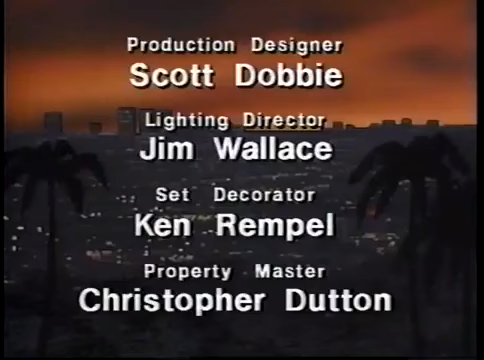 Production Designer
Scott Dobbie
Lighting Director
Jim Wallace
Set Decorator
Ken Rempel
Property Master
Christopher Dutton